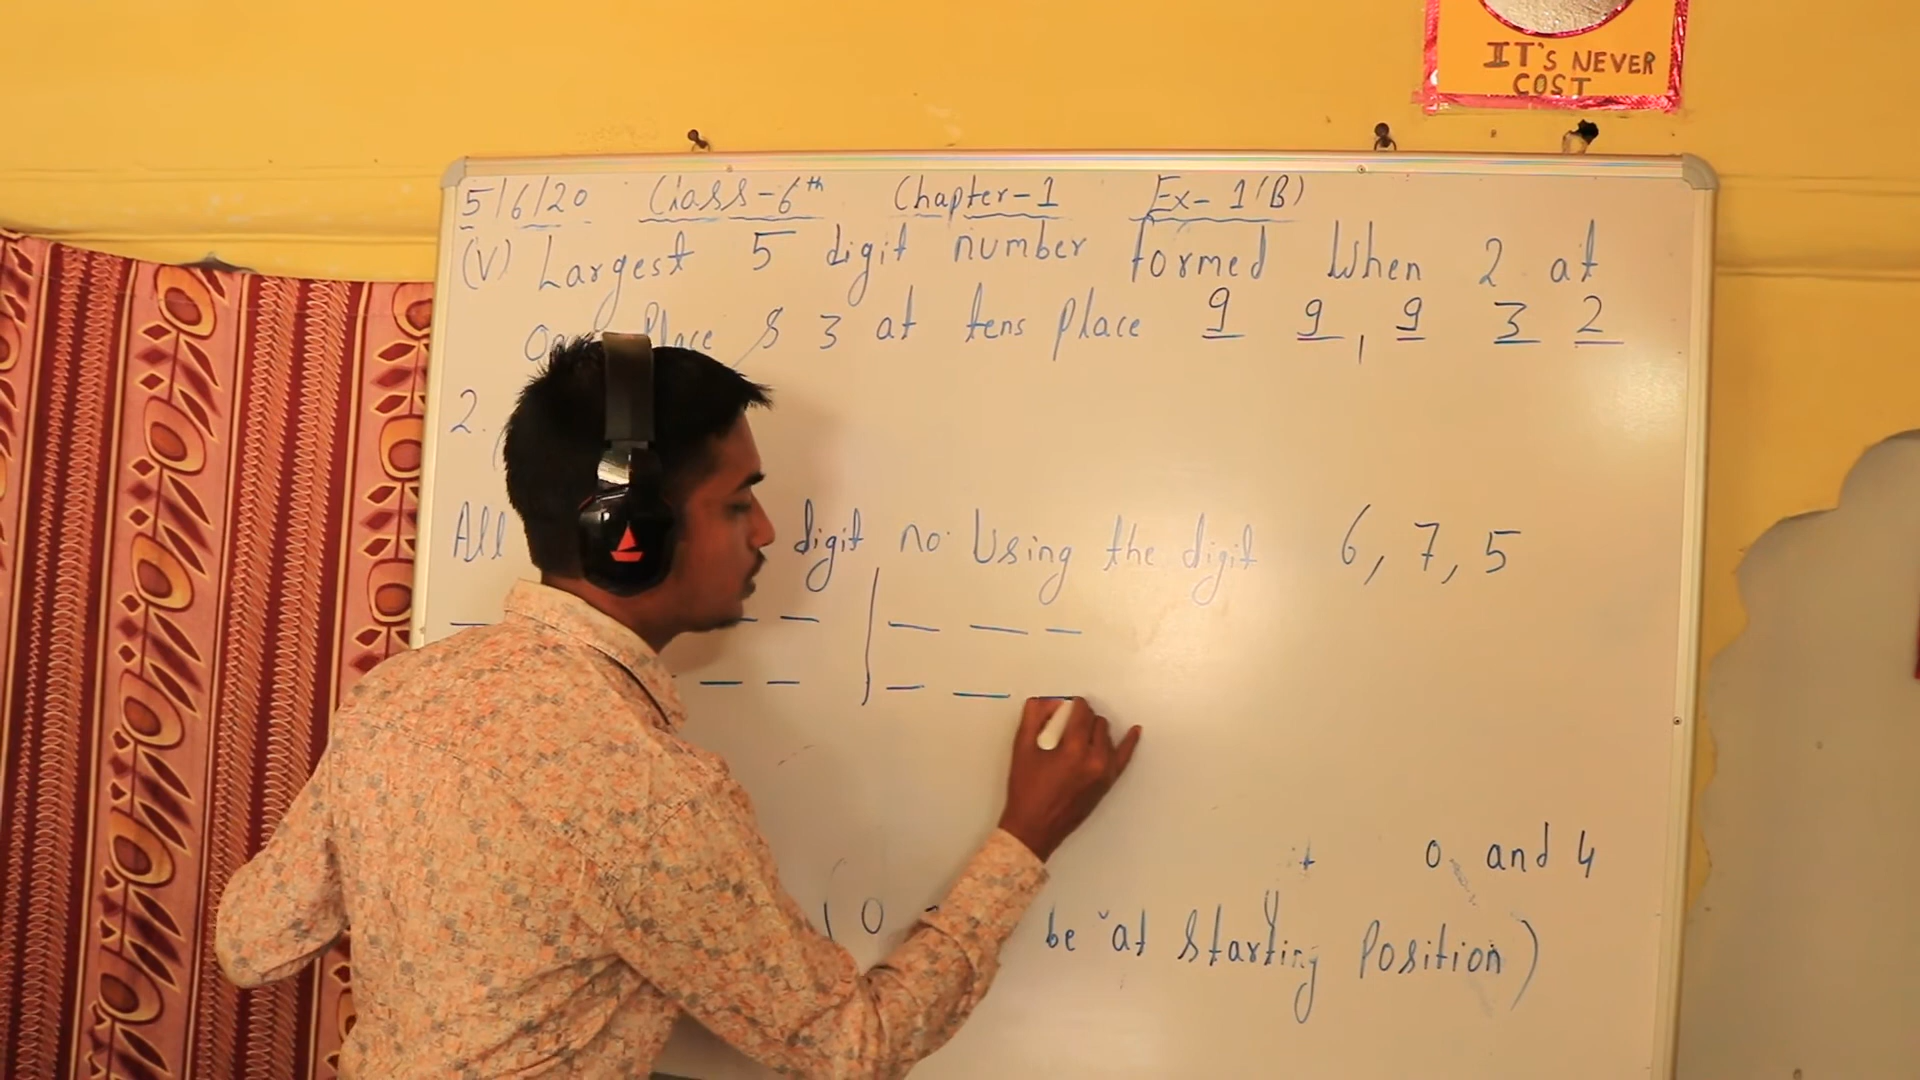 IT'S NEVER
COST
5/6/20 Class-6th Chapter-1 Ex-1(B)
(V) Largest 5 digit number formed When 2 at
Place & 3 at tens place 9 9, 9 3 2
2.
All digit no. Using the digit 6, 7, 5
0 and 4
(0 be at starting Position)